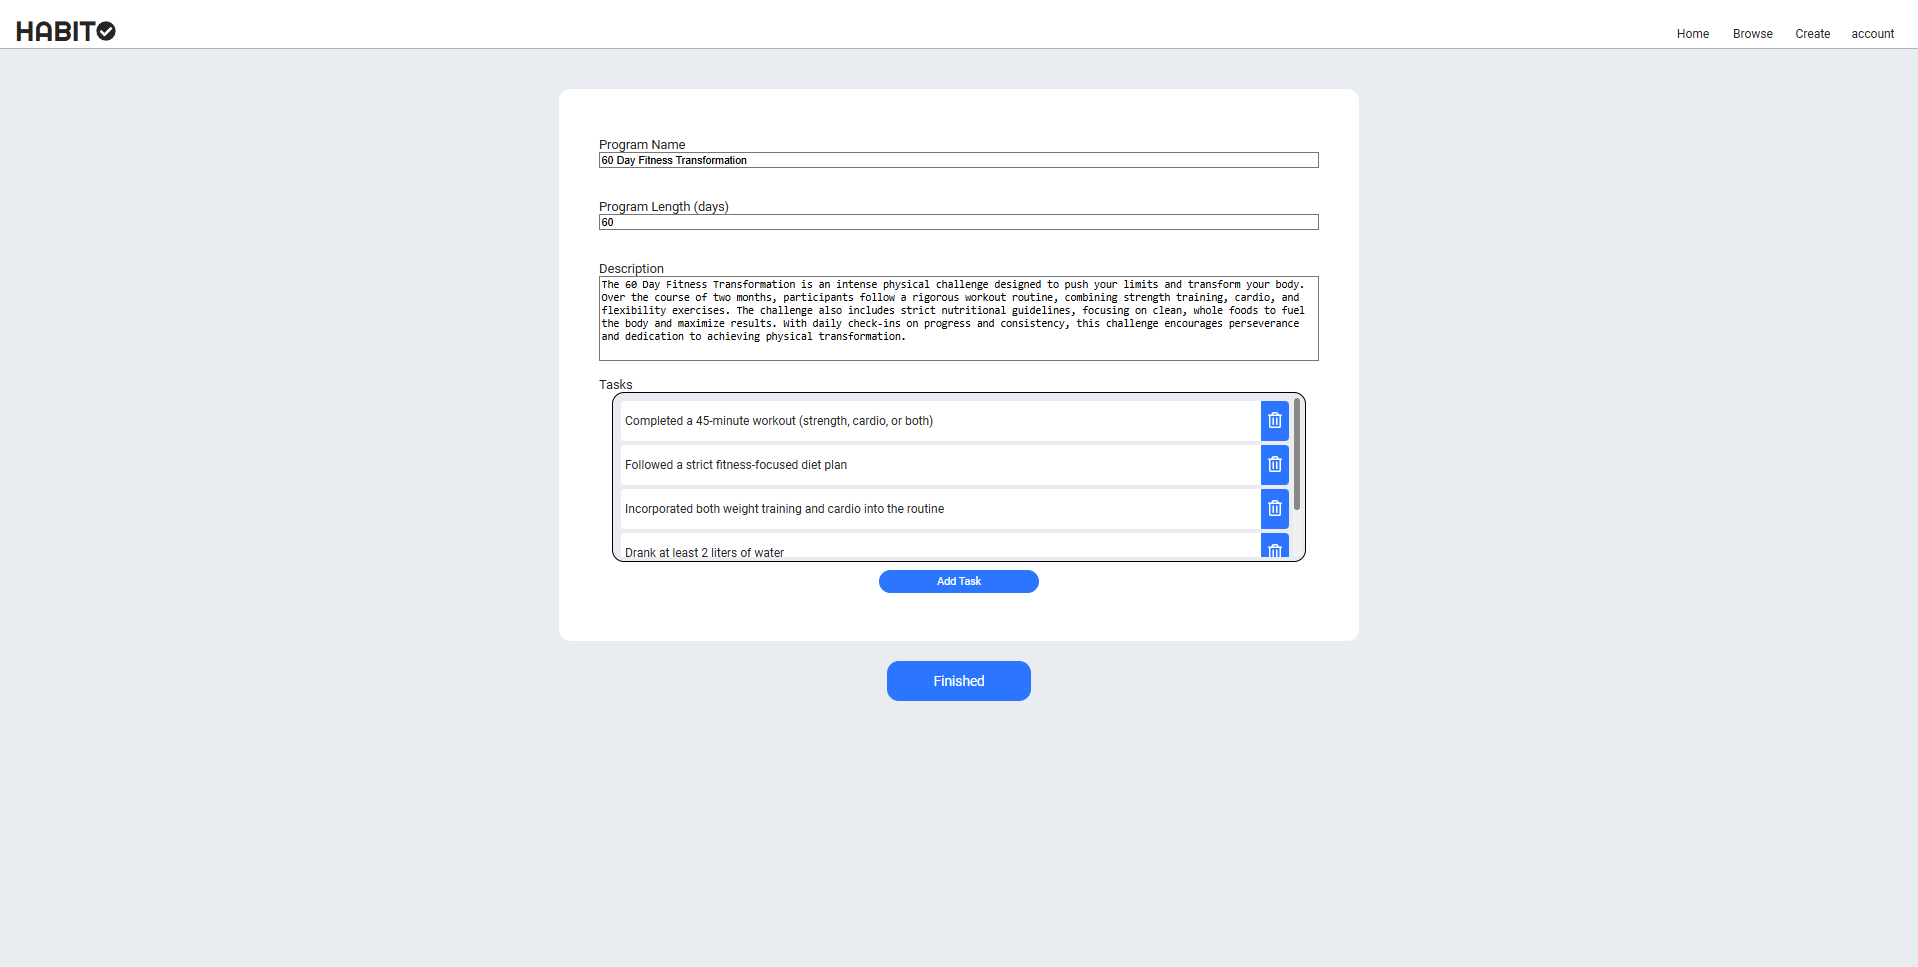 HABITO
Home Browse Create account
Program Name
60 Day Fitness Transformation
Program Length (days)
60
Description
The 60 Day Fitness Transformation is an intense physical challenge designed to push your limits and transform your body.
Over the course of two months, participants follow a rigorous workout routine, combining strength training, cardio, and
flexibility exercises. The challenge also includes strict nutritional guidelines, focusing on clean, whole foods to fuel
the body and maximize results. With daily check-ins on progress and consistency, this challenge encourages perseverance
and dedication to achieving physical transformation.
Tasks
Completed a 45-minute workout (strength, cardio, or both)
Followed a strict fitness-focused diet plan
Incorporated both weight training and cardio into the routine
Drank at least 2 liters of water
Add Task
Finished